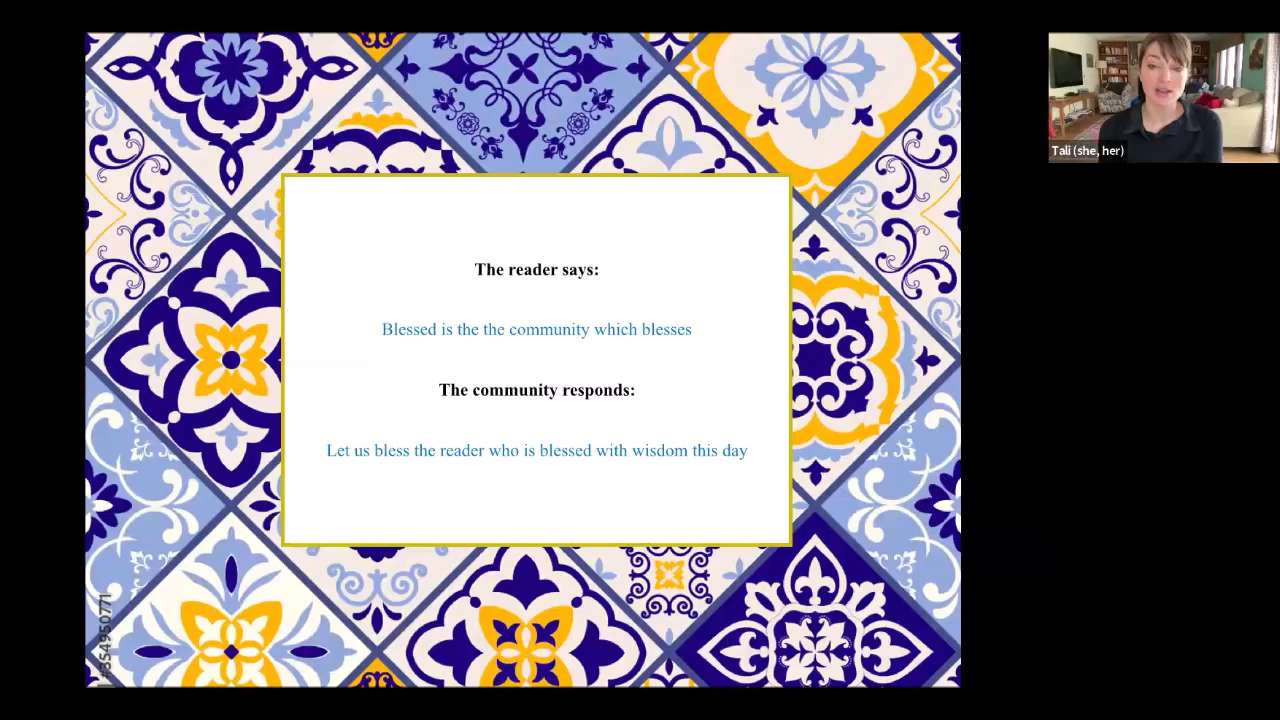 The reader says:
Blessed is the the community which blesses
The community responds:
Let us bless the reader who is blessed with wisdom this day
Tali (she, her)
#354950771